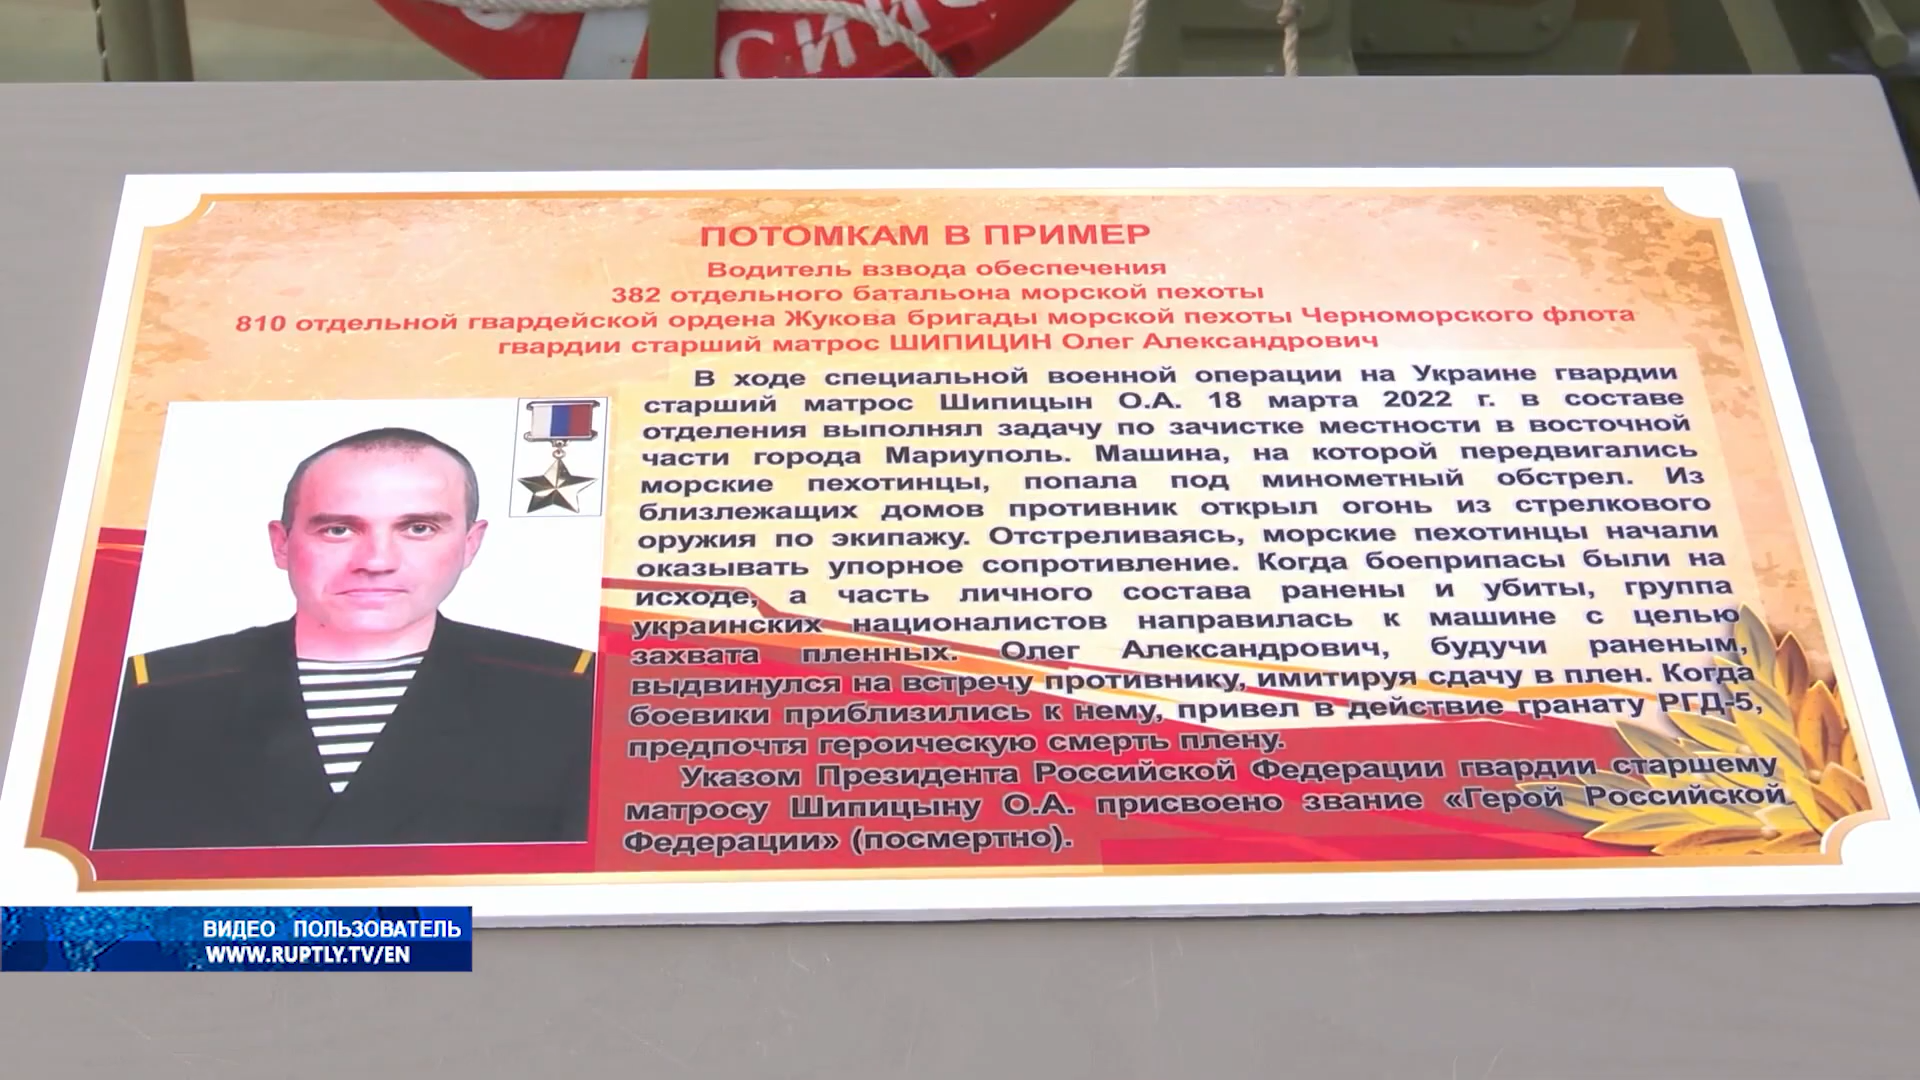 СИЙС
ПОТОМКАМ В ПРИМЕР
Водитель взвода обеспечения
382 отдельного батальона морской пехоты
810 отдельной гвардейской ордена Жукова бригады морской пехоты Черноморского флота
гвардии старший матрос ШИПИЦИН Олег Александрович
В ходе специальной военной операции на Украине гвардии
старший матрос Шипицын О.А. 18 марта 2022 г. в составе
отделения выполнял задачу по зачистке местности в восточной
части города Мариуполь. Машина, на которой передвигались
морские пехотинцы, попала под минометный обстрел. Из
близлежащих домов противник открыл огонь из стрелкового
оружия по экипажу. Отстреливаясь, морские пехотинцы начали
оказывать упорное сопротивление. Когда боеприпасы были на
исходе, а часть личного состава ранены и убиты, группа
украинских националистов направилась к машине с целью
захвата пленных. Олег Александрович, будучи раненым,
выдвинулся на встречу противнику, имитируя сдачу в плен. Когда
боевики приблизились к нему, привел в действие гранату РГД-5,
предпочтя героическую смерть плену.
Указом Президента Российской Федерации гвардии старшему
матросу Шипицыну О.А. присвоено звание «Герой Российской
Федерации» (посмертно).
ВИДЕО ПОЛЬЗОВАТЕЛЬ
WWW.RUPTLY.TV/EN